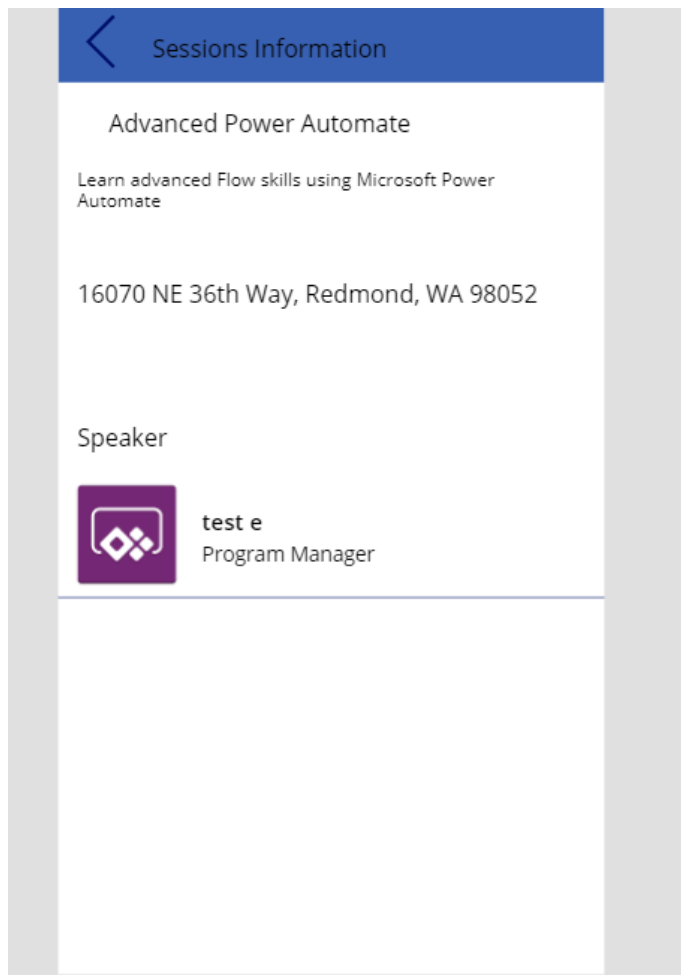 Sessions Information
Advanced Power Automate
Learn advanced Flow skills using Microsoft Power
Automate
16070 NE 36th Way, Redmond, WA 98052
Speaker
test e
Program Manager